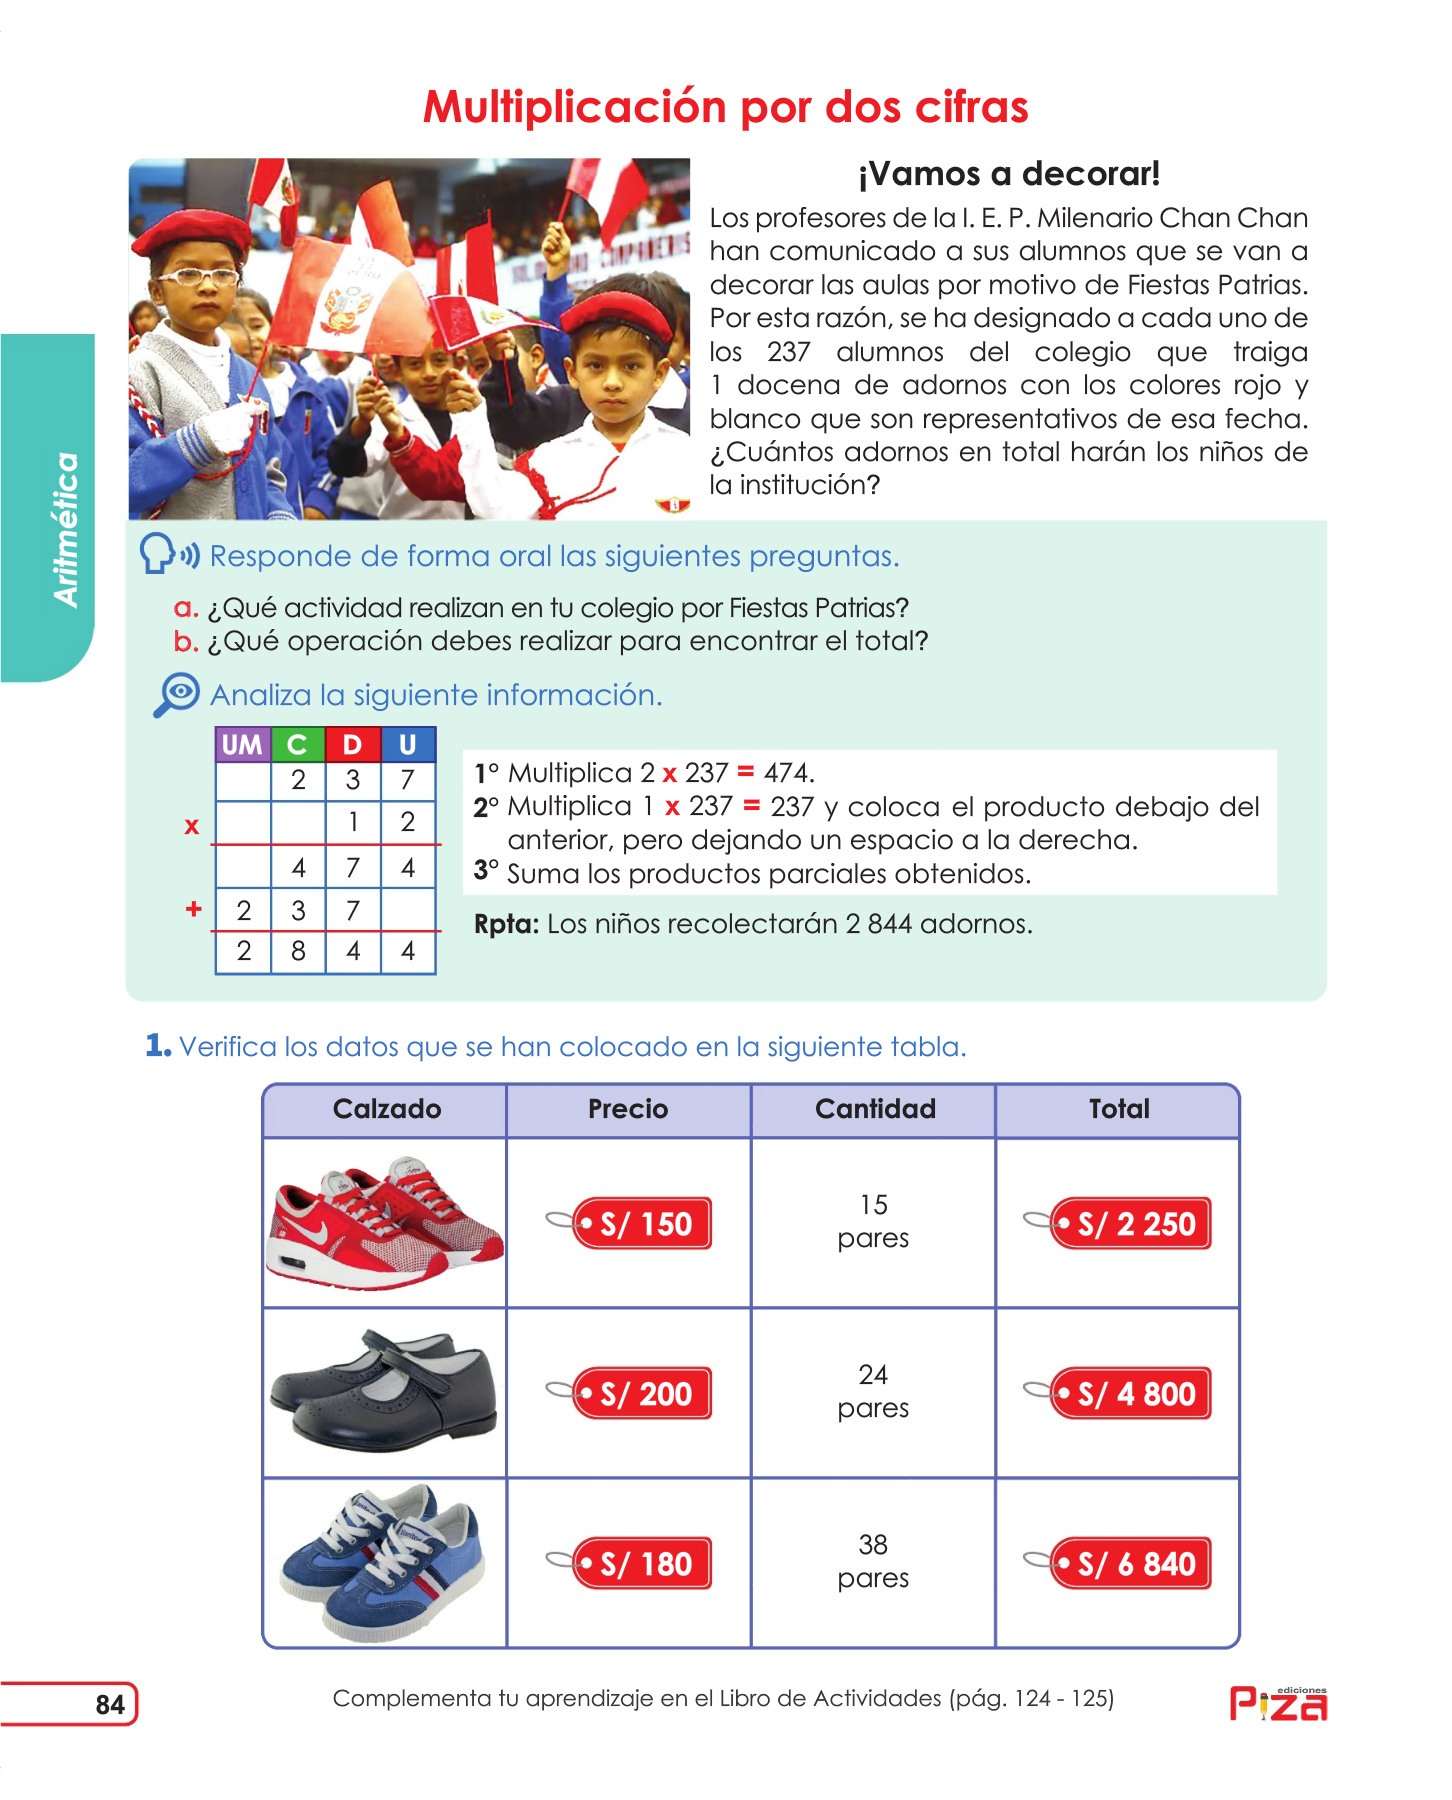 Multiplicación por dos cifras
¡Vamos a decorar!
Los profesores de la I. E. P. Milenario Chan Chan
han comunicado a sus alumnos que se van a
decorar las aulas por motivo de Fiestas Patrias.
Por esta razón, se ha designado a cada uno de
los 237 alumnos del colegio que traiga
1 docena de adornos con los colores rojo y
blanco que son representativos de esa fecha.
¿Cuántos adornos en total harán los niños de
la institución?
Aritmética
Responde de forma oral las siguientes preguntas.
a. ¿Qué actividad realizan en tu colegio por Fiestas Patrias?
b. ¿Qué operación debes realizar para encontrar el total?
Analiza la siguiente información.
UM C D U
2 3 7
x 1 2
4 7 4
+ 2 3 7
2 8 4 4
1° Multiplica 2 x 237 = 474.
2° Multiplica 1 x 237 = 237 y coloca el producto debajo del
anterior, pero dejando un espacio a la derecha.
3° Suma los productos parciales obtenidos.
Rpta: Los niños recolectarán 2 844 adornos.
1. Verifica los datos que se han colocado en la siguiente tabla.
Calzado Precio Cantidad Total
S/ 150 15 pares S/ 2 250
S/ 200 24 pares S/ 4 800
S/ 180 38 pares S/ 6 840
84
Complementa tu aprendizaje en el Libro de Actividades (pág. 124 - 125)
ediciones
Piza